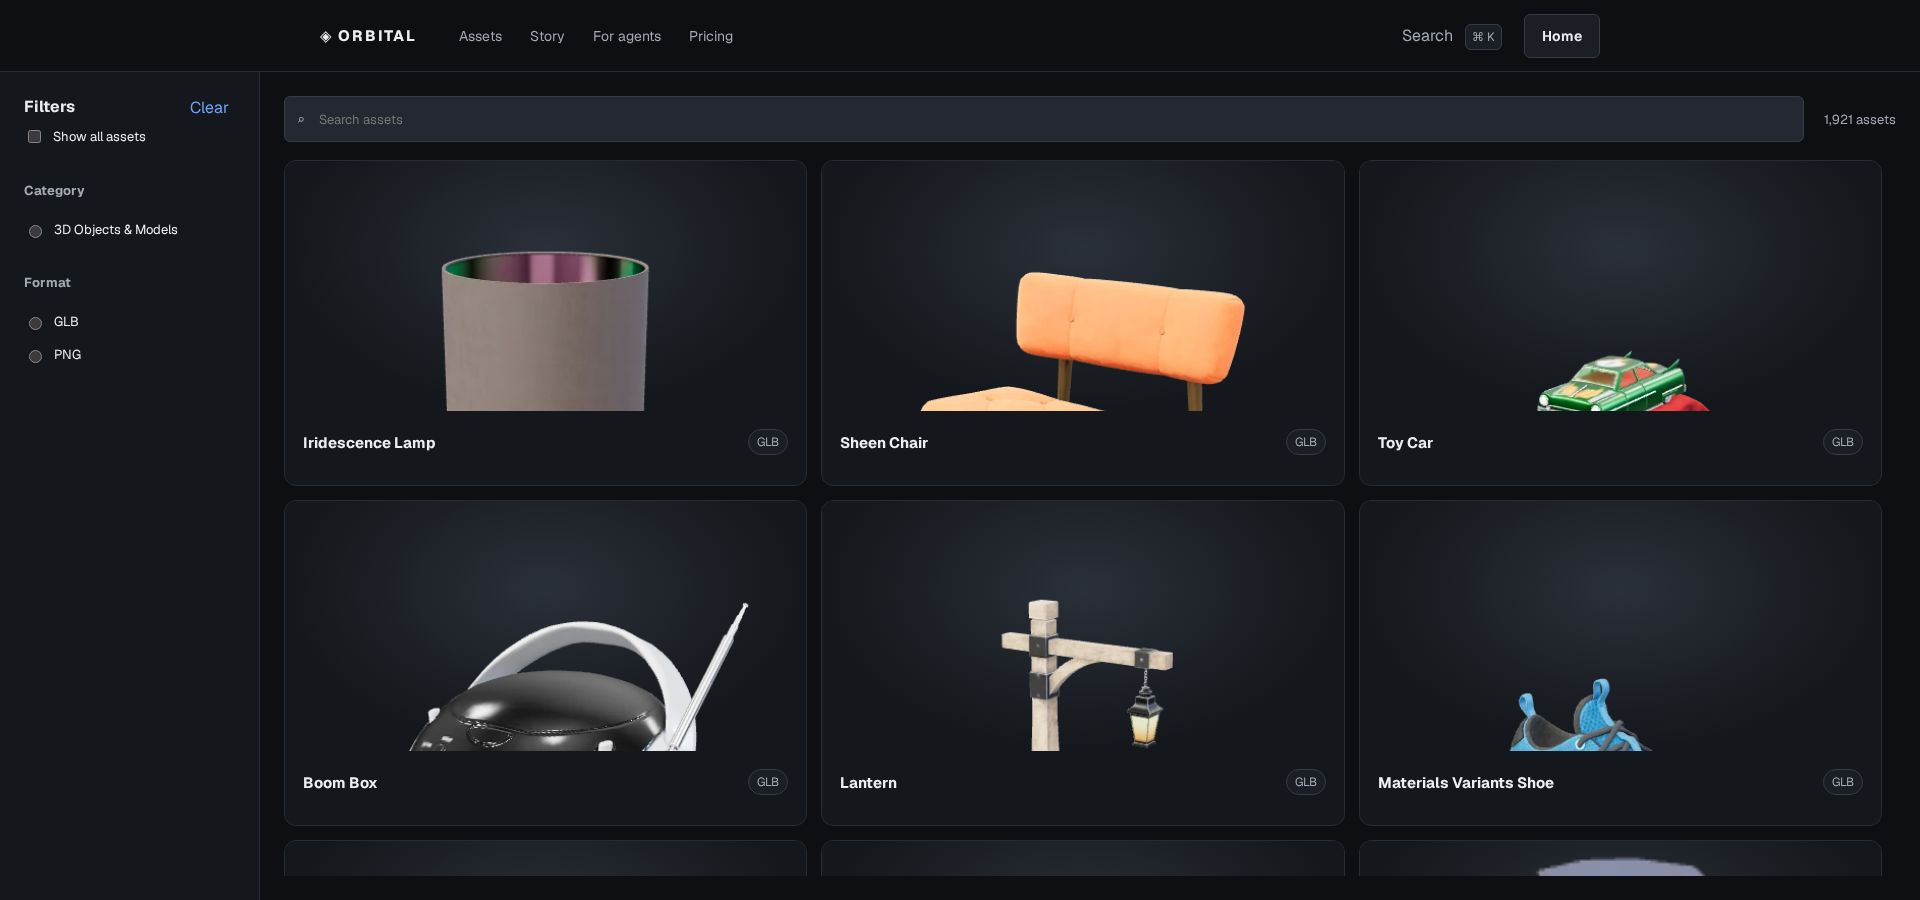 ◈ ORBITAL
Assets
Story
For agents
Pricing
Search
⌘ K
Home
Filters
Clear
Show all assets
Category
3D Objects & Models
Format
GLB
PNG
Search assets
1,921 assets
Iridescence Lamp
GLB
Sheen Chair
GLB
Toy Car
GLB
Boom Box
GLB
Lantern
GLB
Materials Variants Shoe
GLB